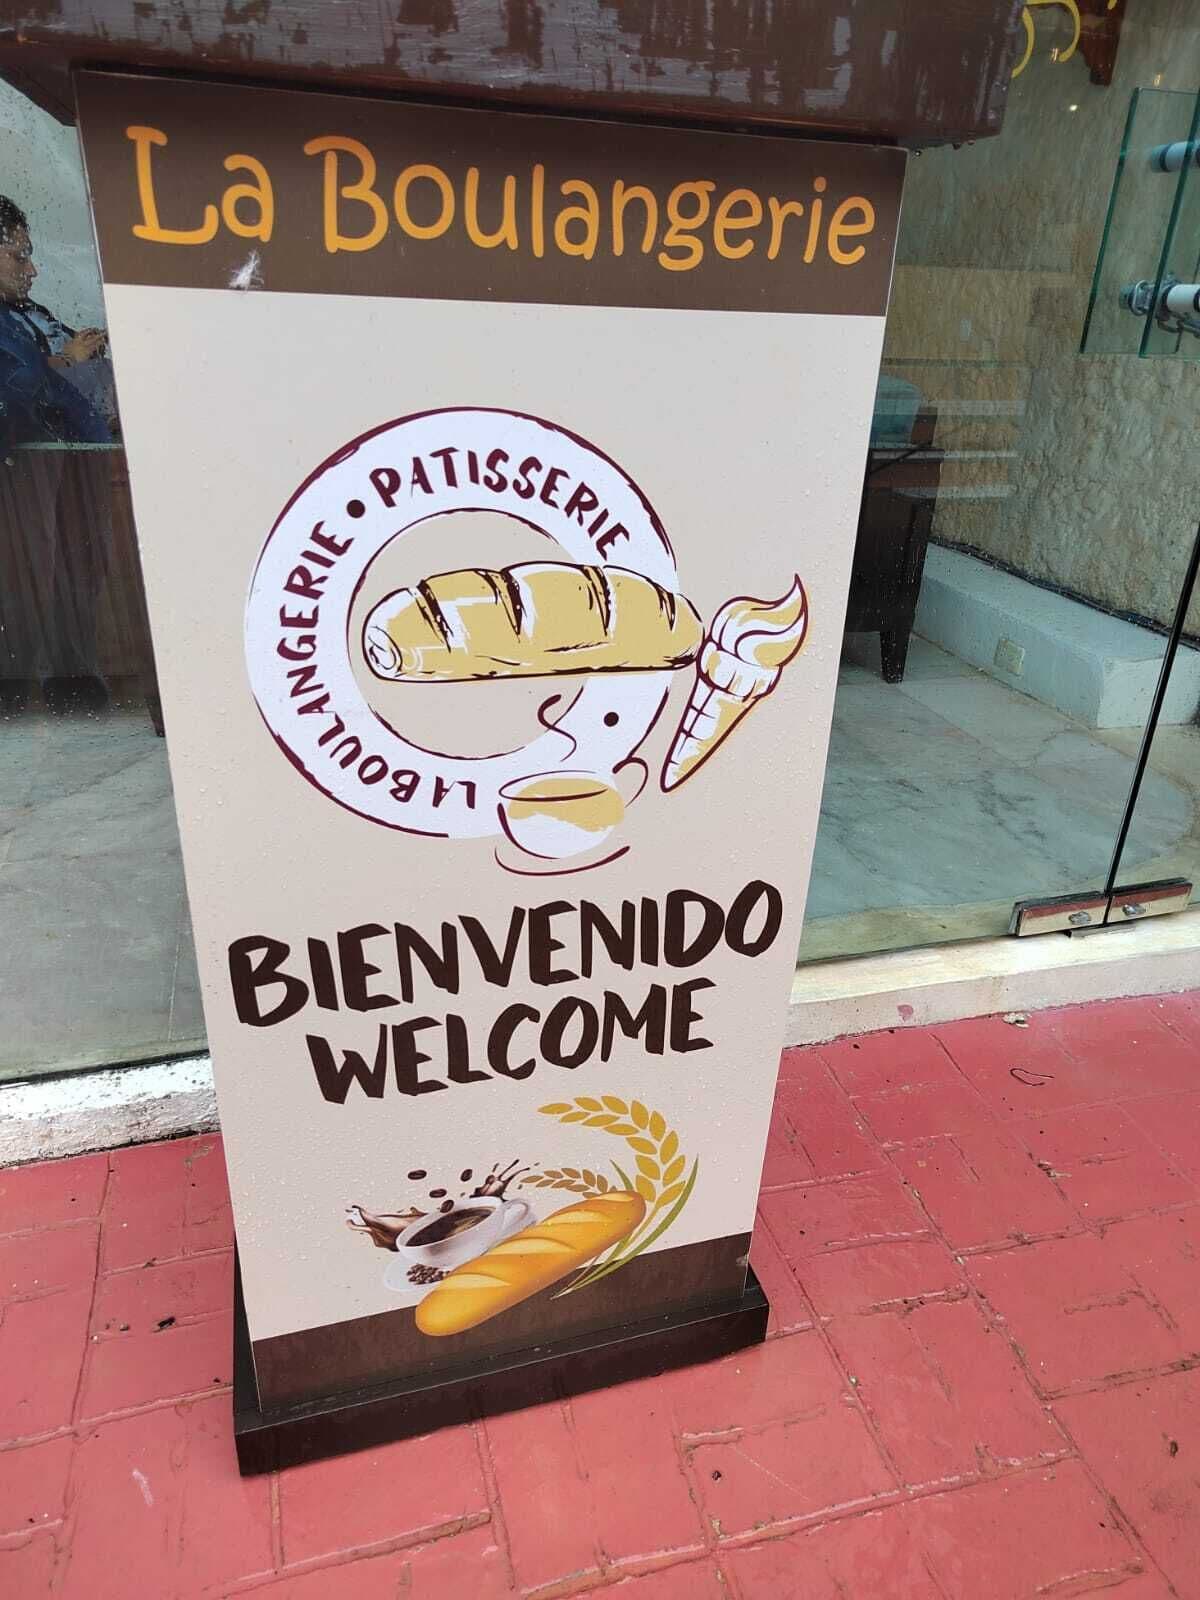 La Boulangerie
LA BOULANGERIE • PATISSERIE •
BIENVENIDO
WELCOME